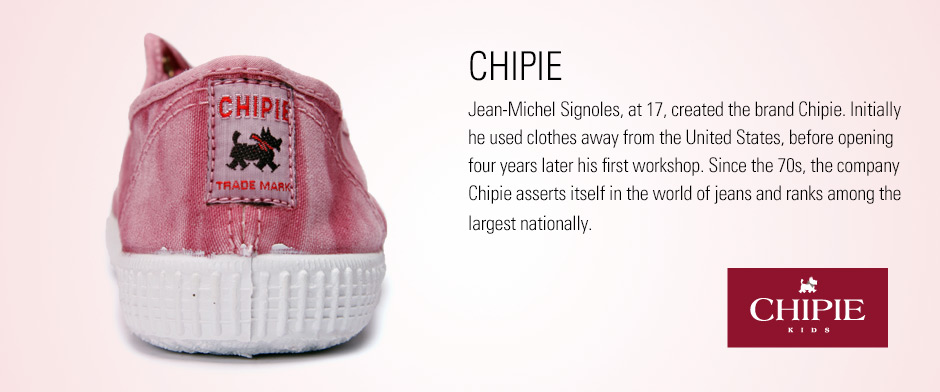 CHIPIE
TRADE MARK
CHIPIE
Jean-Michel Signoles, at 17, created the brand Chipie. Initially
he used clothes away from the United States, before opening
four years later his first workshop. Since the 70s, the company
Chipie asserts itself in the world of jeans and ranks among the
largest nationally.
CHIPIE
KIDS